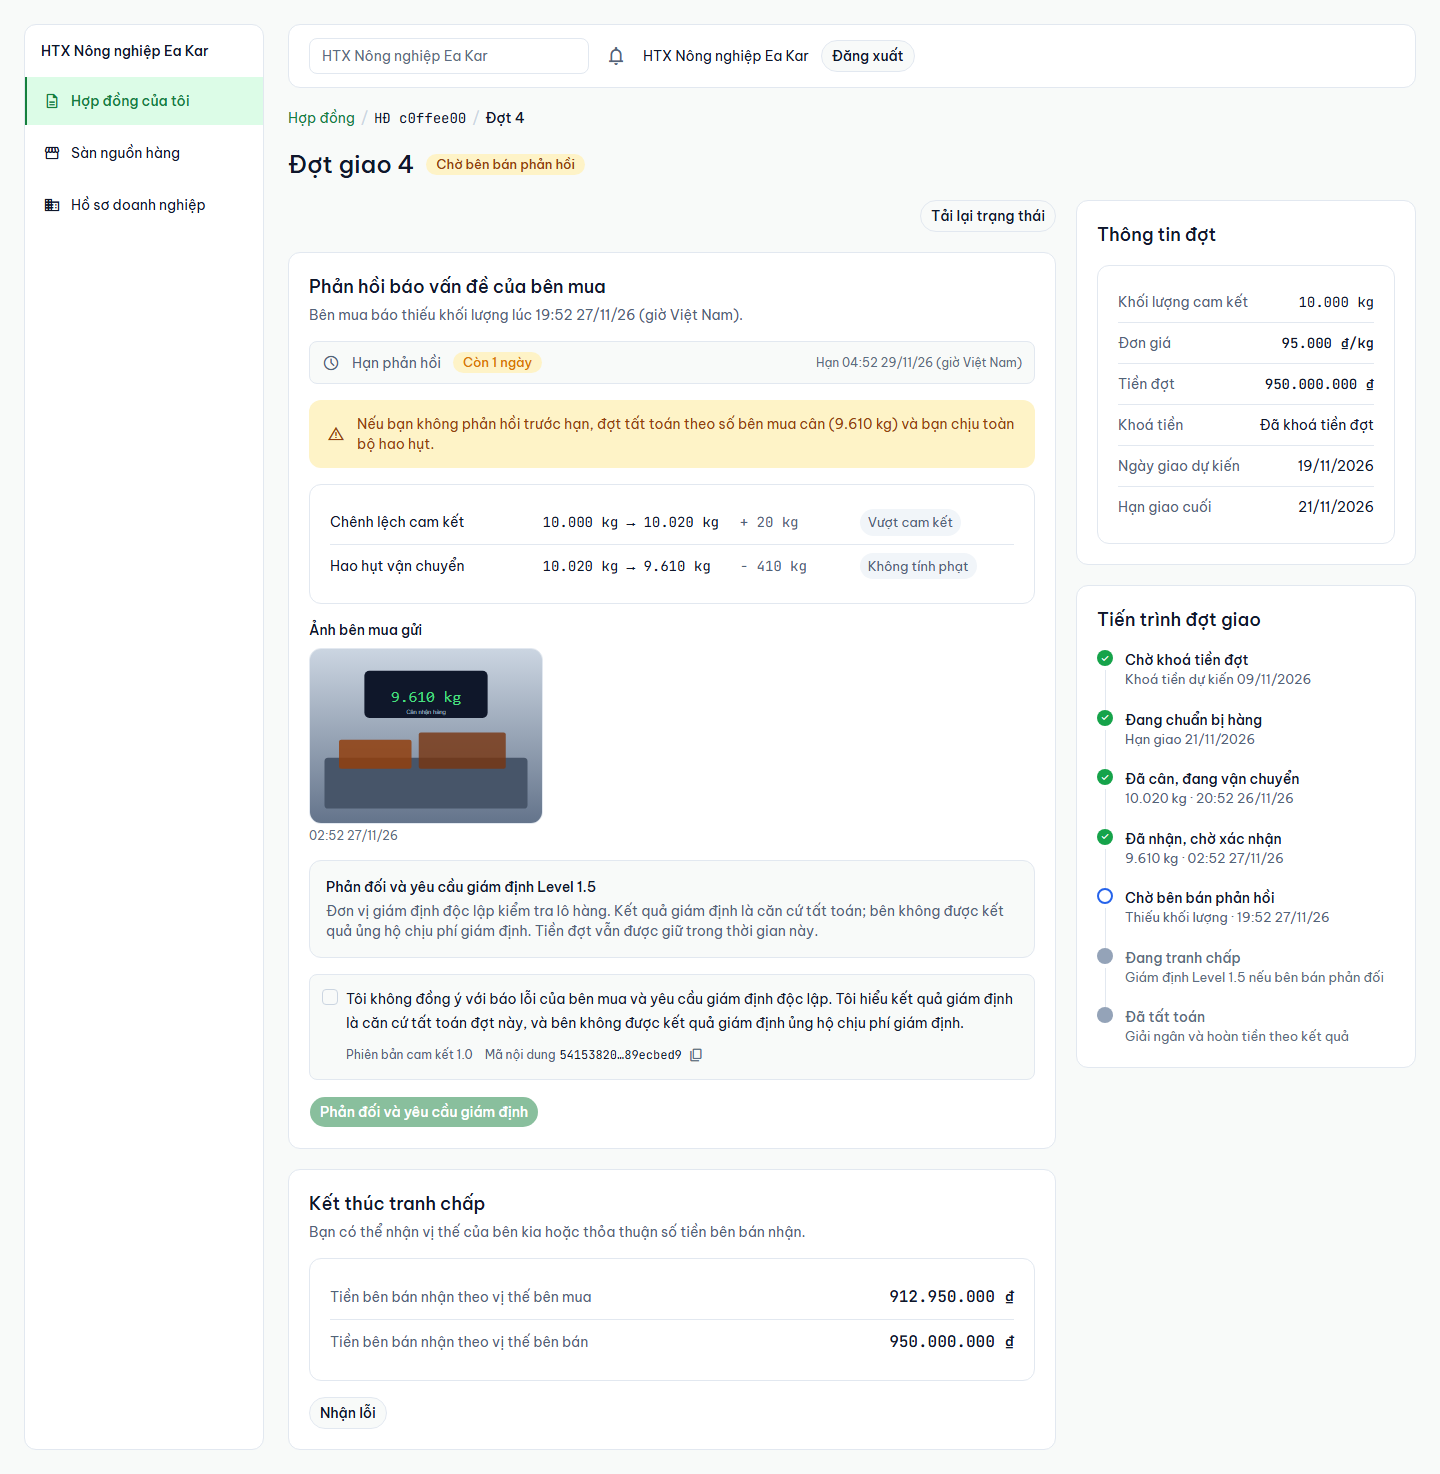 HTX Nông nghiệp Ea Kar
Hợp đồng của tôi
Sàn nguồn hàng
Hồ sơ doanh nghiệp
HTX Nông nghiệp Ea Kar
HTX Nông nghiệp Ea Kar
Đăng xuất
Hợp đồng / HĐ c0ffee00 / Đợt 4
Đợt giao 4
Chờ bên bán phản hồi
Tải lại trạng thái
Phản hồi báo vấn đề của bên mua
Bên mua báo thiếu khối lượng lúc 19:52 27/11/26 (giờ Việt Nam).
Hạn phản hồi
Còn 1 ngày
Hạn 04:52 29/11/26 (giờ Việt Nam)
Nếu bạn không phản hồi trước hạn, đợt tất toán theo số bên mua cân (9.610 kg) và bạn chịu toàn
bộ hao hụt.
Chênh lệch cam kết
10.000 kg → 10.020 kg
+ 20 kg
Vượt cam kết
Hao hụt vận chuyển
10.020 kg → 9.610 kg
- 410 kg
Không tính phạt
Ảnh bên mua gửi
9.610 kg
Cân nhận hàng
02:52 27/11/26
Phản đối và yêu cầu giám định Level 1.5
Đơn vị giám định độc lập kiểm tra lô hàng. Kết quả giám định là căn cứ tất toán; bên không được kết
quả ủng hộ chịu phí giám định. Tiền đợt vẫn được giữ trong thời gian này.
Tôi không đồng ý với báo lỗi của bên mua và yêu cầu giám định độc lập. Tôi hiểu kết quả giám định
là căn cứ tất toán đợt này, và bên không được kết quả giám định ủng hộ chịu phí giám định.
Phiên bản cam kết 1.0
Mã nội dung 54153820…89ecbed9
Phản đối và yêu cầu giám định
Kết thúc tranh chấp
Bạn có thể nhận vị thế của bên kia hoặc thỏa thuận số tiền bên bán nhận.
Tiền bên bán nhận theo vị thế bên mua
912.950.000 ₫
Tiền bên bán nhận theo vị thế bên bán
950.000.000 ₫
Nhận lỗi
Thông tin đợt
Khối lượng cam kết
10.000 kg
Đơn giá
95.000 ₫/kg
Tiền đợt
950.000.000 ₫
Khoá tiền
Đã khoá tiền đợt
Ngày giao dự kiến
19/11/2026
Hạn giao cuối
21/11/2026
Tiến trình đợt giao
Chờ khoá tiền đợt
Khoá tiền dự kiến 09/11/2026
Đang chuẩn bị hàng
Hạn giao 21/11/2026
Đã cân, đang vận chuyển
10.020 kg · 20:52 26/11/26
Đã nhận, chờ xác nhận
9.610 kg · 02:52 27/11/26
Chờ bên bán phản hồi
Thiếu khối lượng · 19:52 27/11/26
Đang tranh chấp
Giám định Level 1.5 nếu bên bán phản đối
Đã tất toán
Giải ngân và hoàn tiền theo kết quả